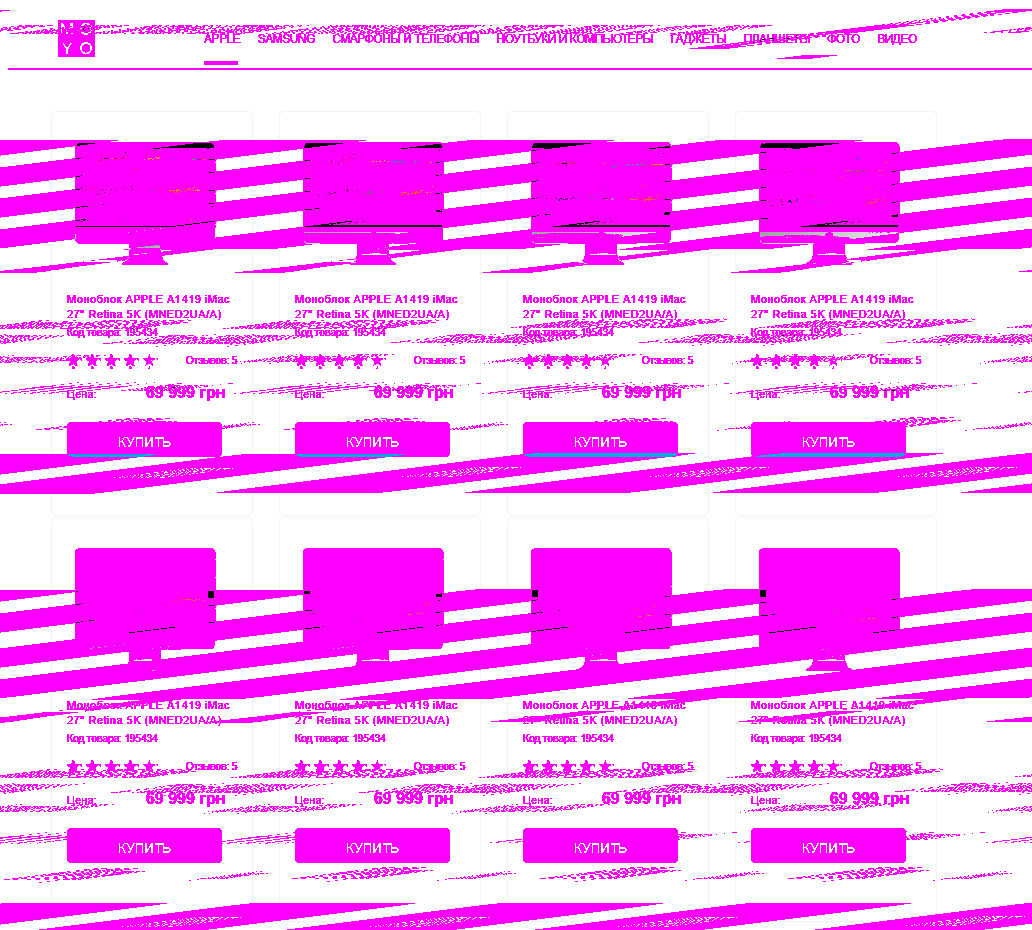 MO
YO
APPLE SAMSUNG СМАРФОНЫ И ТЕЛЕФОНЫ НОУТБУКИ И КОМПЬЮТЕРЫ ГАДЖЕТЫ ПЛАНШЕТЫ ФОТО ВИДЕО
Моноблок APPLE A1419 iMac Моноблок APPLE A1419 iMac Моноблок APPLE A1419 iMac Моноблок APPLE A1419 iMac
27" Retina 5K (MNED2UA/A) 27" Retina 5K (MNED2UA/A) 27" Retina 5K (MNED2UA/A) 27" Retina 5K (MNED2UA/A)
Код товара: 195434 Код товара: 195434 Код товара: 195434 Код товара: 195434
Отзывов: 5 Отзывов: 5 Отзывов: 5 Отзывов: 5
Цена: 69 999 грн Цена: 69 999 грн Цена: 69 999 грн Цена: 69 999 грн
КУПИТЬ КУПИТЬ КУПИТЬ КУПИТЬ
Моноблок APPLE A1419 iMac Моноблок APPLE A1419 iMac Моноблок APPLE A1419 iMac Моноблок APPLE A1419 iMac
27" Retina 5K (MNED2UA/A) 27" Retina 5K (MNED2UA/A) 27" Retina 5K (MNED2UA/A) 27" Retina 5K (MNED2UA/A)
Код товара: 195434 Код товара: 195434 Код товара: 195434 Код товара: 195434
Отзывов: 5 Отзывов: 5 Отзывов: 5 Отзывов: 5
Цена: 69 999 грн Цена: 69 999 грн Цена: 69 999 грн Цена: 69 999 грн
КУПИТЬ КУПИТЬ КУПИТЬ КУПИТЬ